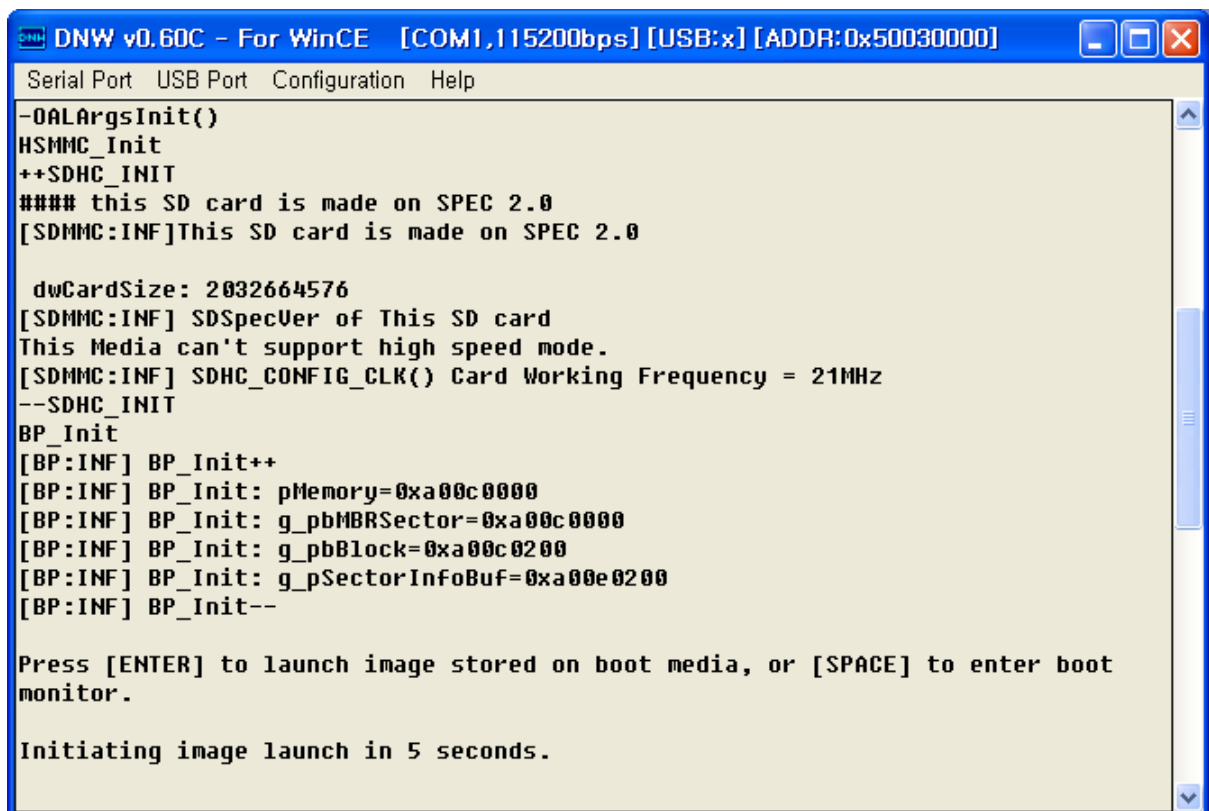 DNW v0.60C - For WinCE [COM1,115200bps][USB:x][ADDR:0x50030000]
Serial Port USB Port Configuration Help
-OALArgsInit()
HSMMC_Init
++SDHC_INIT
#### this SD card is made on SPEC 2.0
[SDMMC:INF]This SD card is made on SPEC 2.0
dwCardSize: 2032664576
[SDMMC:INF] SDSpecVer of This SD card
This Media can't support high speed mode.
[SDMMC:INF] SDHC_CONFIG_CLK() Card Working Frequency = 21MHz
--SDHC_INIT
BP_Init
[BP:INF] BP_Init++
[BP:INF] BP_Init: pMemory=0xa00c0000
[BP:INF] BP_Init: g_pbMBRSector=0xa00c0000
[BP:INF] BP_Init: g_pbBlock=0xa00c0200
[BP:INF] BP_Init: g_pSectorInfoBuf=0xa00e0200
[BP:INF] BP_Init--
Press [ENTER] to launch image stored on boot media, or [SPACE] to enter boot
monitor.
Initiating image launch in 5 seconds.